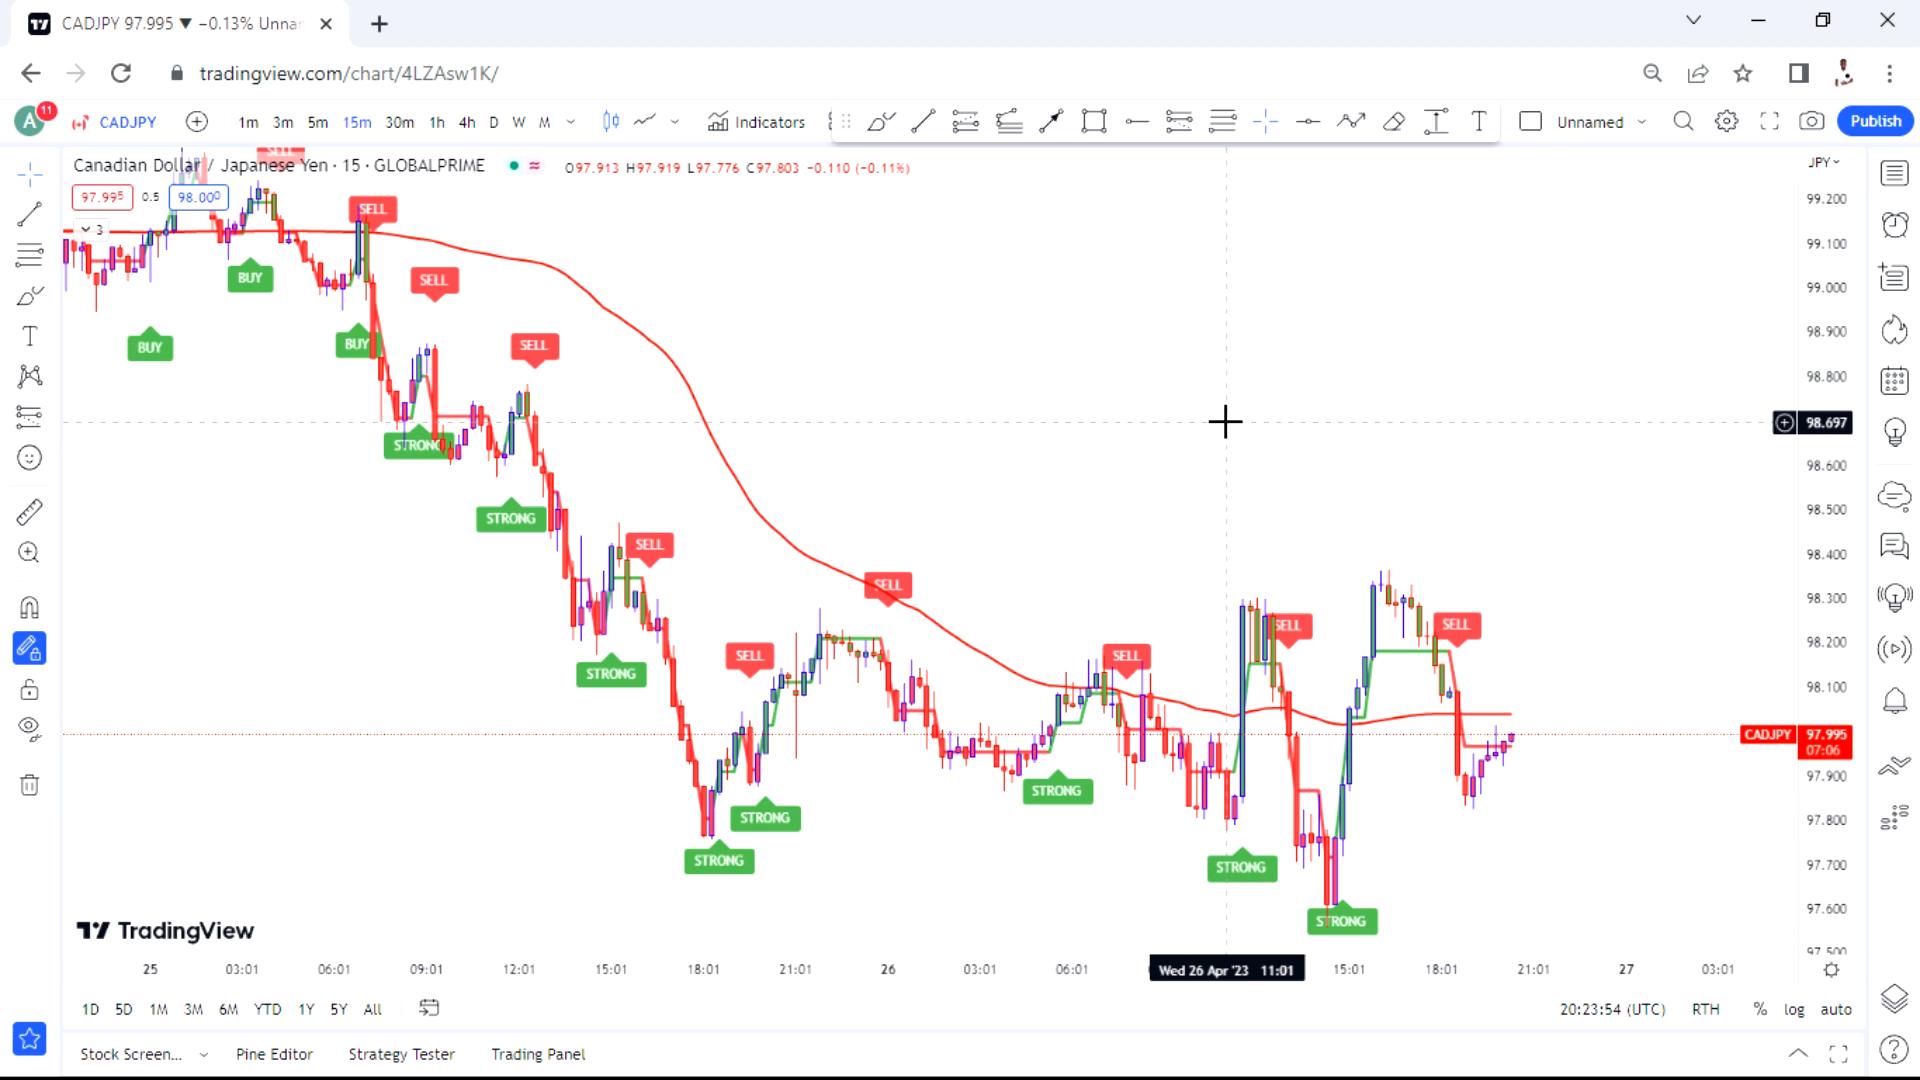 CADJPY 97.995 ▼ −0.13% Unnar
tradingview.com/chart/4LZAsw1K/
A 11 CADJPY 1m 3m 5m 15m 30m 1h 4h D W M Indicators T Unnamed Publish
Canadian Dollar / Japanese Yen · 15 · GLOBALPRIME O97.913 H97.919 L97.776 C97.803 −0.110 (−0.11%) JPY
97.995 0.5 98.000
3
SELL
SELL
SELL
SELL
SELL
SELL
SELL
SELL
SELL
SELL
BUY
BUY
BUY
STRONG
STRONG
STRONG
STRONG
STRONG
STRONG
STRONG
STRONG
99.200
99.100
99.000
98.900
98.800
98.697
98.600
98.500
98.400
98.300
98.200
98.100
CADJPY 97.995
07:06
97.900
97.800
97.700
97.600
97.500
TradingView
25 03:01 06:01 09:01 12:01 15:01 18:01 21:01 26 03:01 06:01 Wed 26 Apr '23 11:01 15:01 18:01 21:01 27 03:01
1D 5D 1M 3M 6M YTD 1Y 5Y All 20:23:54 (UTC) RTH % log auto
Stock Screen... Pine Editor Strategy Tester Trading Panel